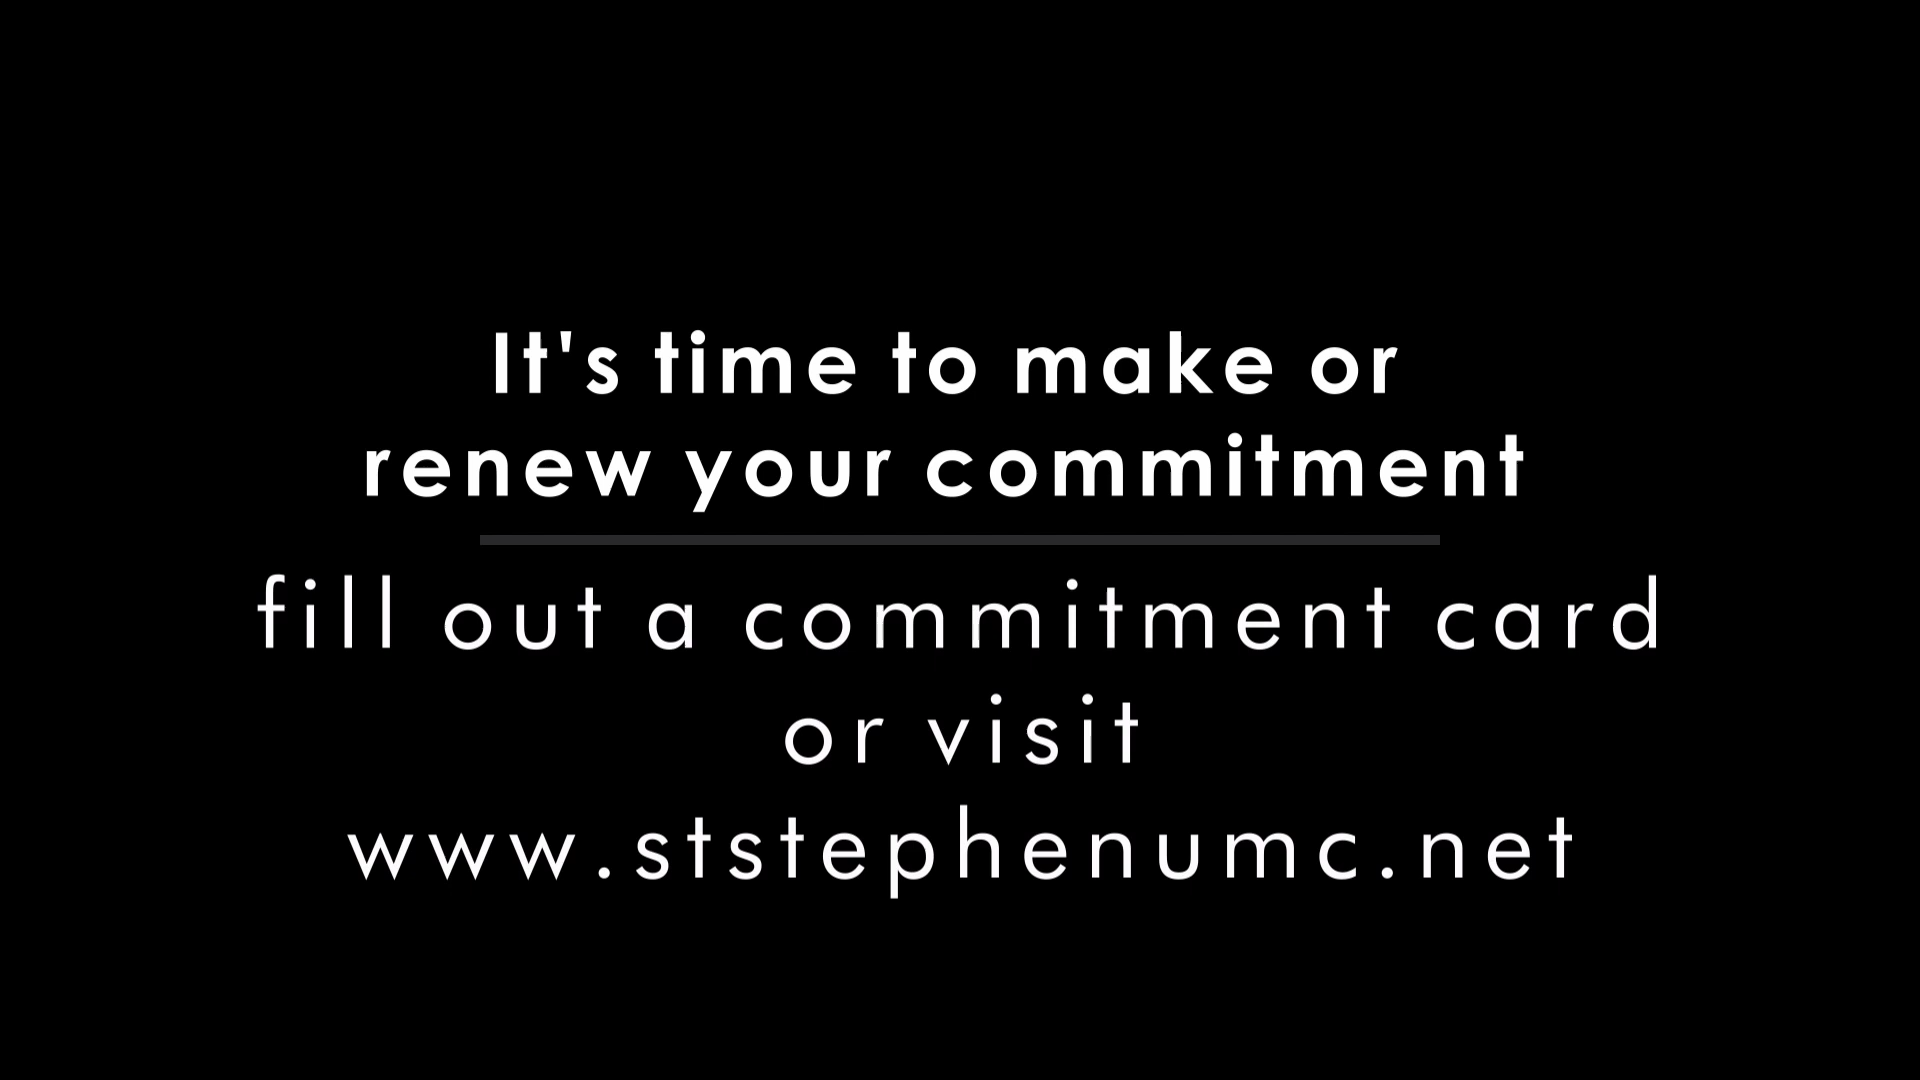 It's time to make or
renew your commitment
fill out a commitment card
or visit
www.ststephenumc.net